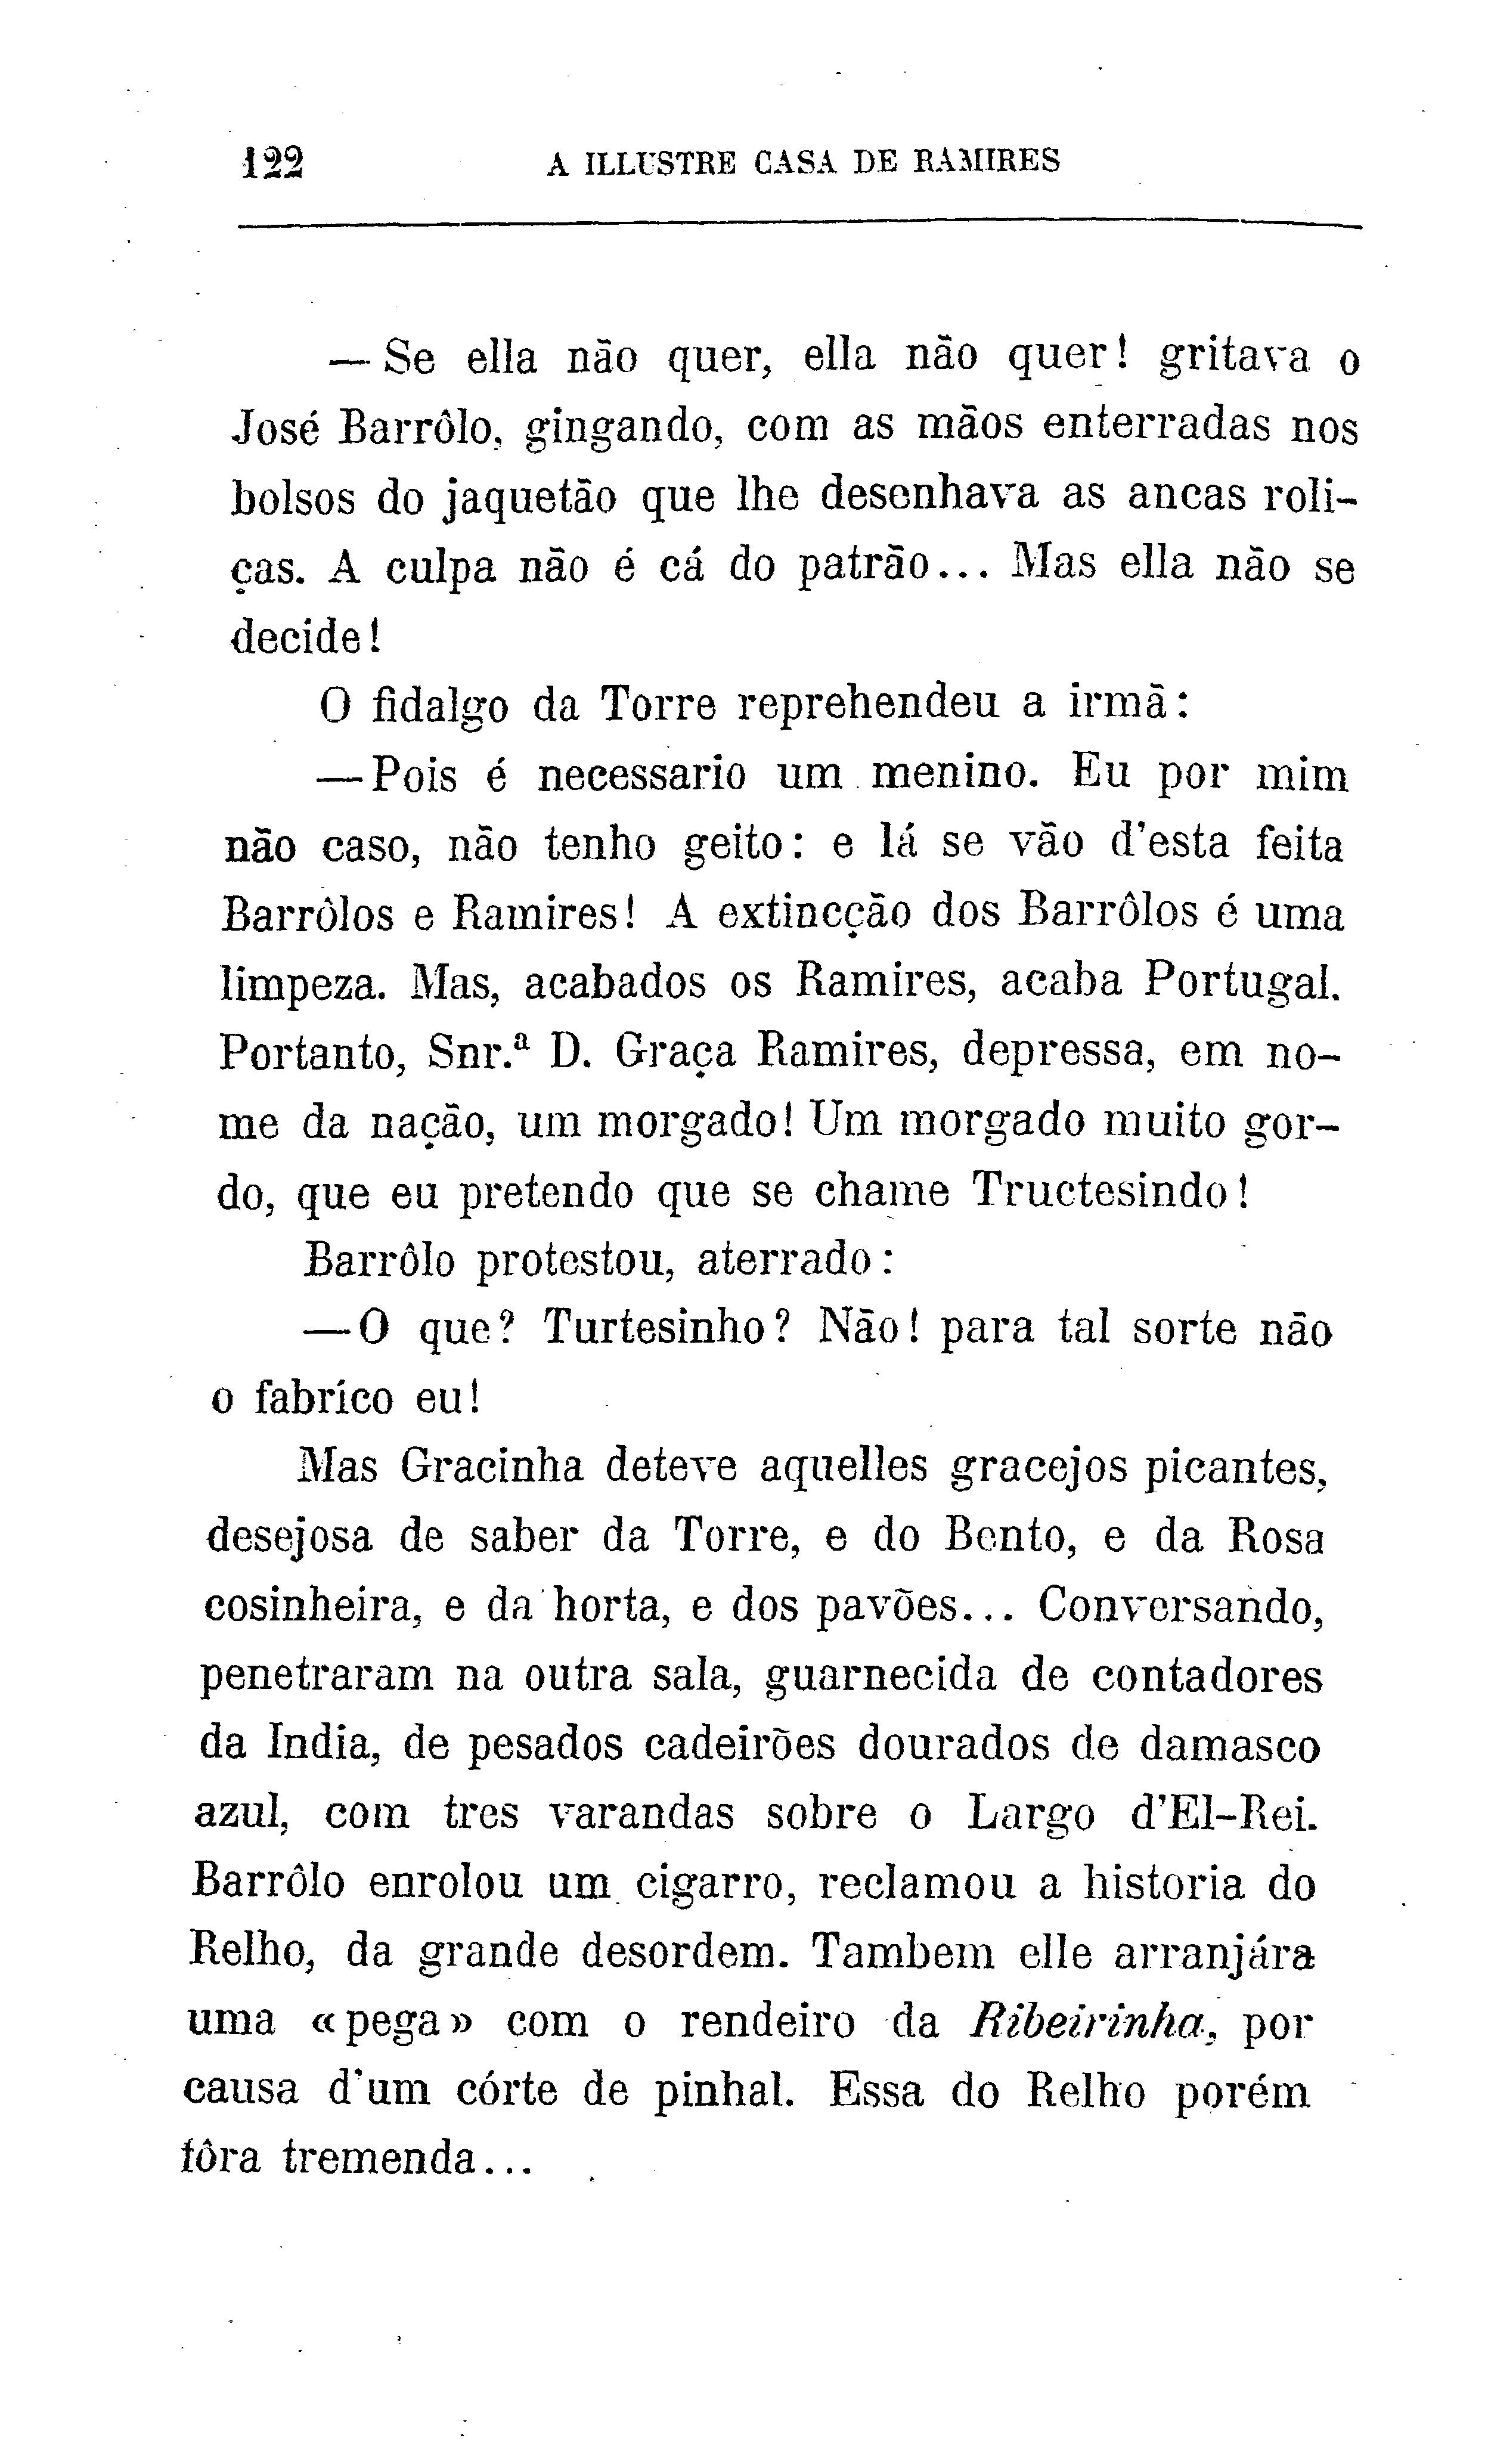 122 A ILLUSTRE CASA DE RAMIRES
— Se ella não quer, ella não quer! gritava o
José Barrôlo, gingando, com as mãos enterradas nos
bolsos do jaquetão que lhe desenhava as ancas roli-
ças. A culpa não é cá do patrão... Mas ella não se
decide!
O fidalgo da Torre reprehendeu a irmã:
—Pois é necessario um menino. Eu por mim
não caso, não tenho geito: e lá se vão d'esta feita
Barrôlos e Ramires! A extincção dos Barrôlos é uma
limpeza. Mas, acabados os Ramires, acaba Portugal.
Portanto, Snr.ª D. Graça Ramires, depressa, em no-
me da nação, um morgado! Um morgado muito gor-
do, que eu pretendo que se chame Tructesindo!
Barrôlo protestou, aterrado:
—O que? Turtesinho? Não! para tal sorte não
o fabríco eu!
Mas Gracinha deteve aquelles gracejos picantes,
desejosa de saber da Torre, e do Bento, e da Rosa
cosinheira, e da horta, e dos pavões... Conversando,
penetraram na outra sala, guarnecida de contadores
da India, de pesados cadeirões dourados de damasco
azul, com tres varandas sobre o Largo d'El-Rei.
Barrôlo enrolou um cigarro, reclamou a historia do
Relho, da grande desordem. Tambem elle arranjára
uma «pega» com o rendeiro da Ribeirinha, por
causa d'um córte de pinhal. Essa do Relho porém
fôra tremenda...